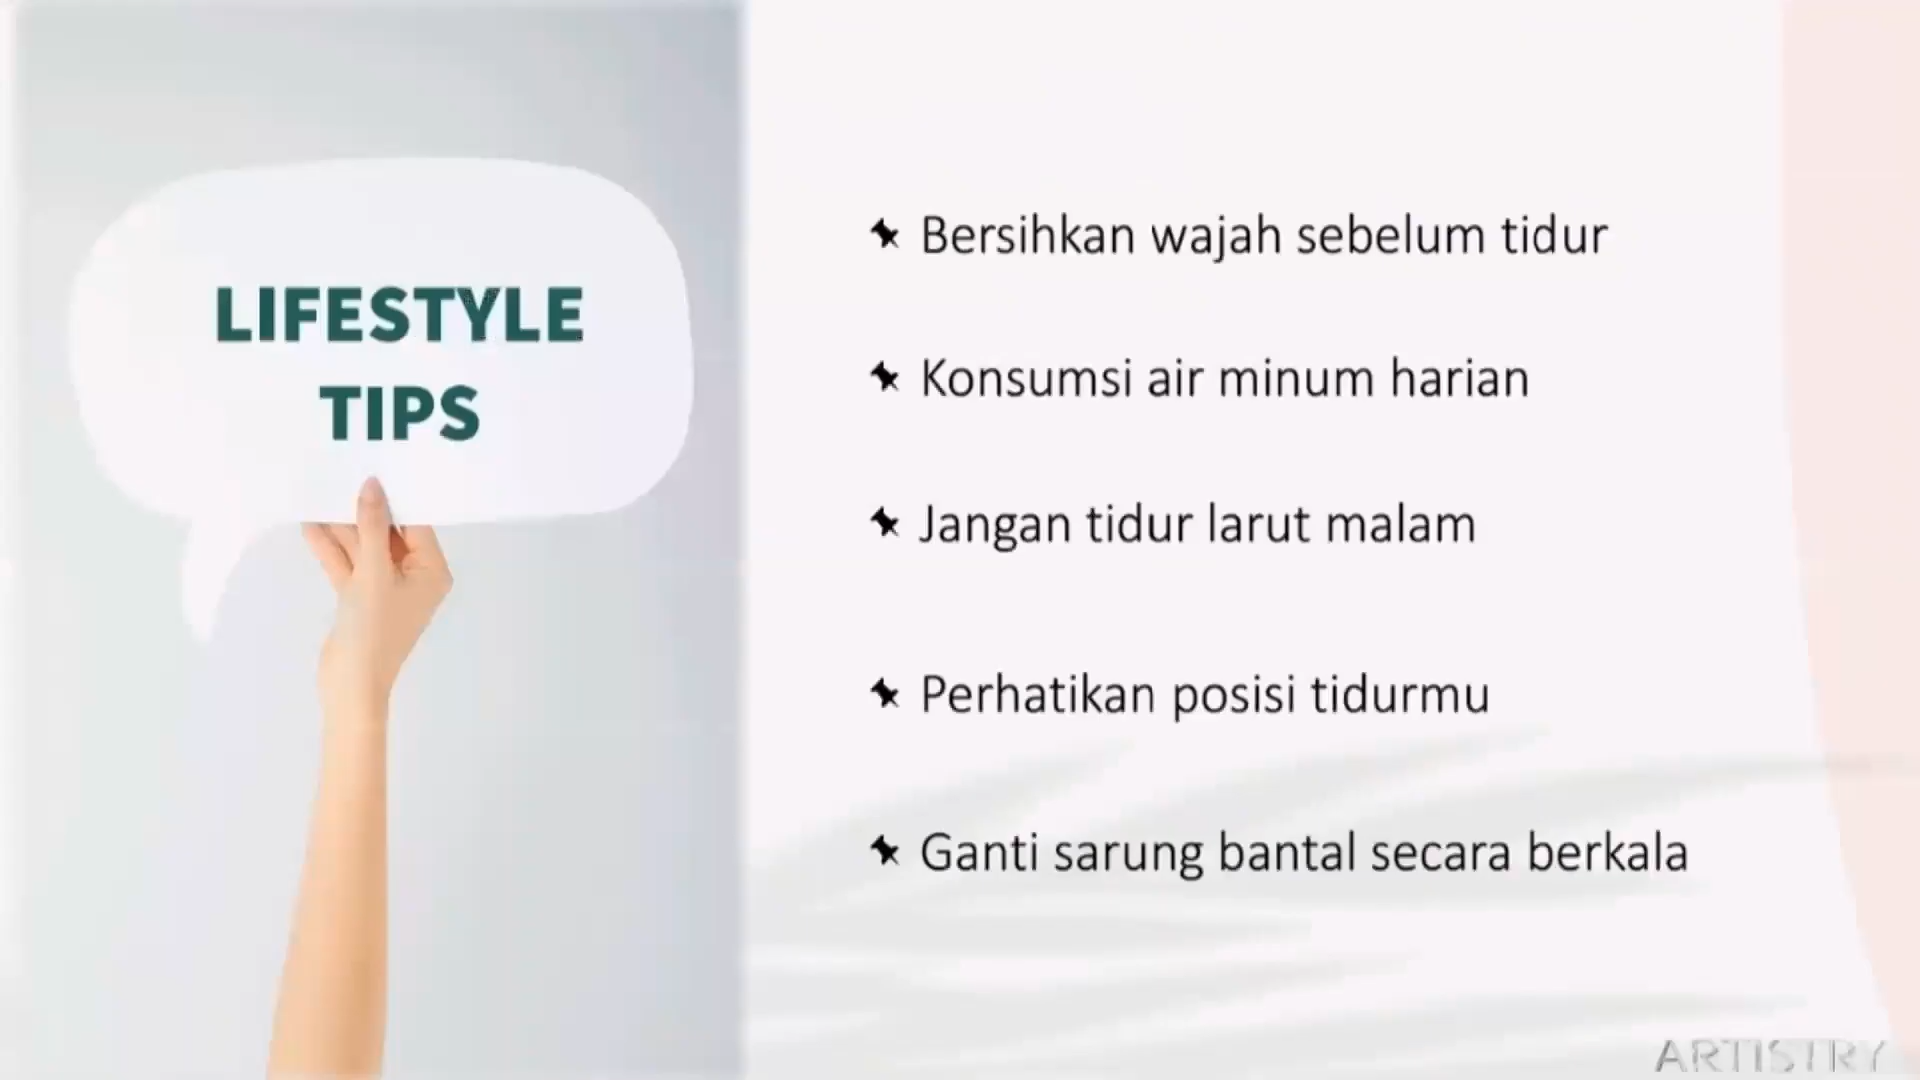 LIFESTYLE
TIPS
Bersihkan wajah sebelum tidur
Konsumsi air minum harian
Jangan tidur larut malam
Perhatikan posisi tidurmu
Ganti sarung bantal secara berkala
ARTISTRY